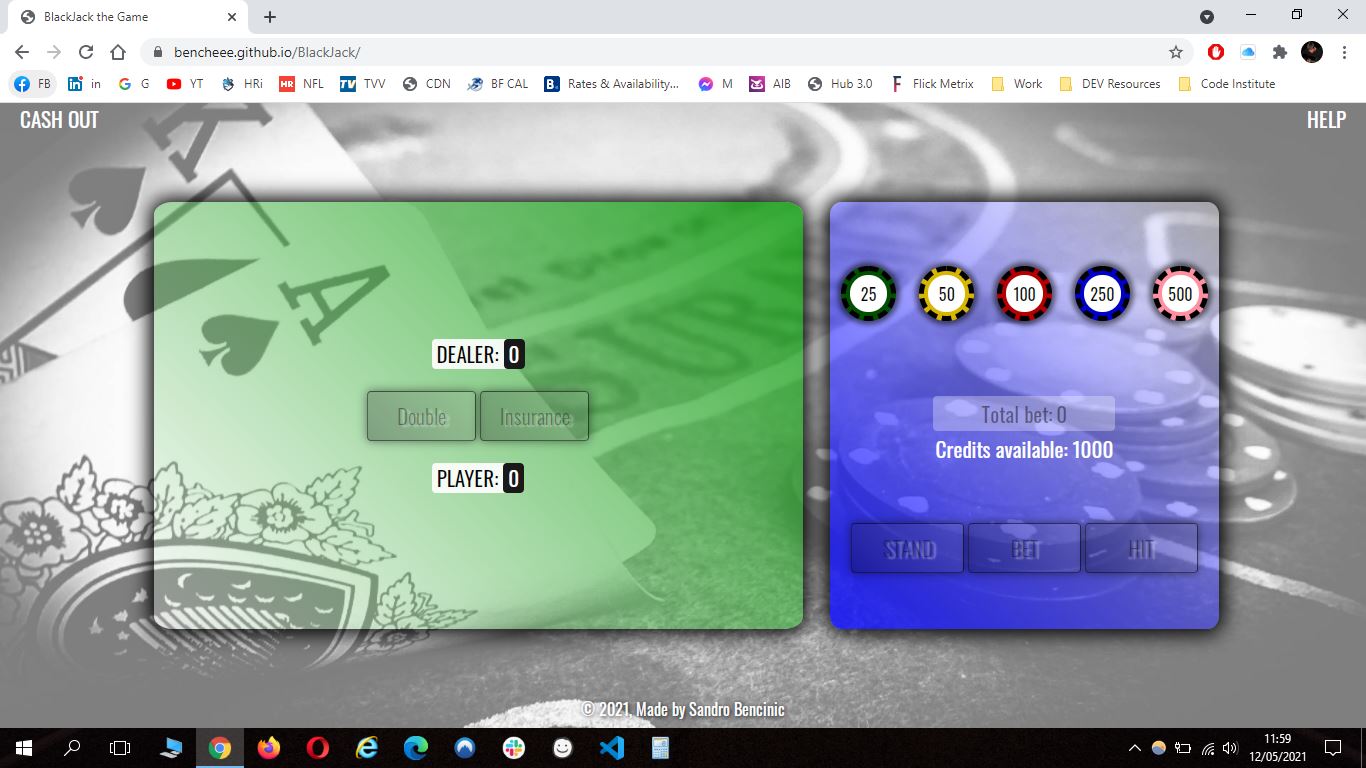 BlackJack the Game
bencheee.github.io/BlackJack/
FB in G YT HRi NFL TVV CDN BF CAL Rates & Availability... M AIB Hub 3.0 Flick Metrix Work DEV Resources Code Institute
CASH OUT HELP
25 50 100 250 500
DEALER: 0
Double Insurance
PLAYER: 0
Total bet: 0
Credits available: 1000
STAND BET HIT
© 2021, Made by Sandro Bencinic
11:59
12/05/2021